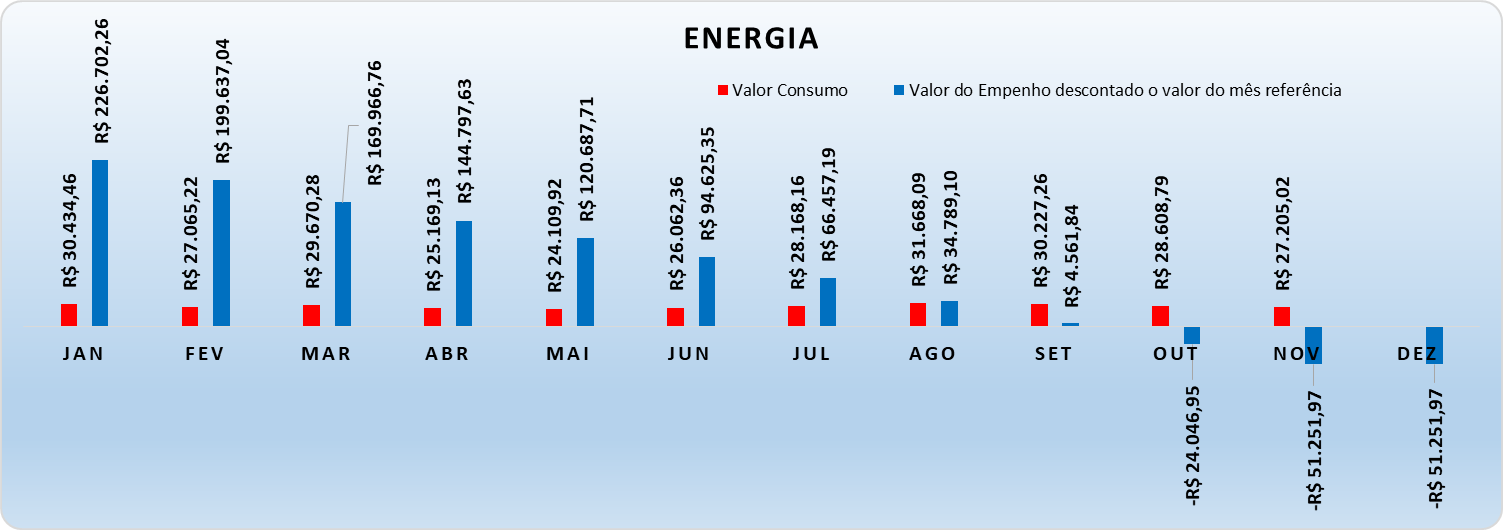 ENERGIA
Valor Consumo
Valor do Empenho descontado o valor do mês referência
R$ 30.434,46
R$ 226.702,26
R$ 27.065,22
R$ 199.637,04
R$ 29.670,28
R$ 169.966,76
R$ 25.169,13
R$ 144.797,63
R$ 24.109,92
R$ 120.687,71
R$ 26.062,36
R$ 94.625,35
R$ 28.168,16
R$ 66.457,19
R$ 31.668,09
R$ 34.789,10
R$ 30.227,26
R$ 4.561,84
R$ 28.608,79
R$ 27.205,02
JAN FEV MAR ABR MAI JUN JUL AGO SET OUT NOV DEZ
-R$ 24.046,95
-R$ 51.251,97
-R$ 51.251,97